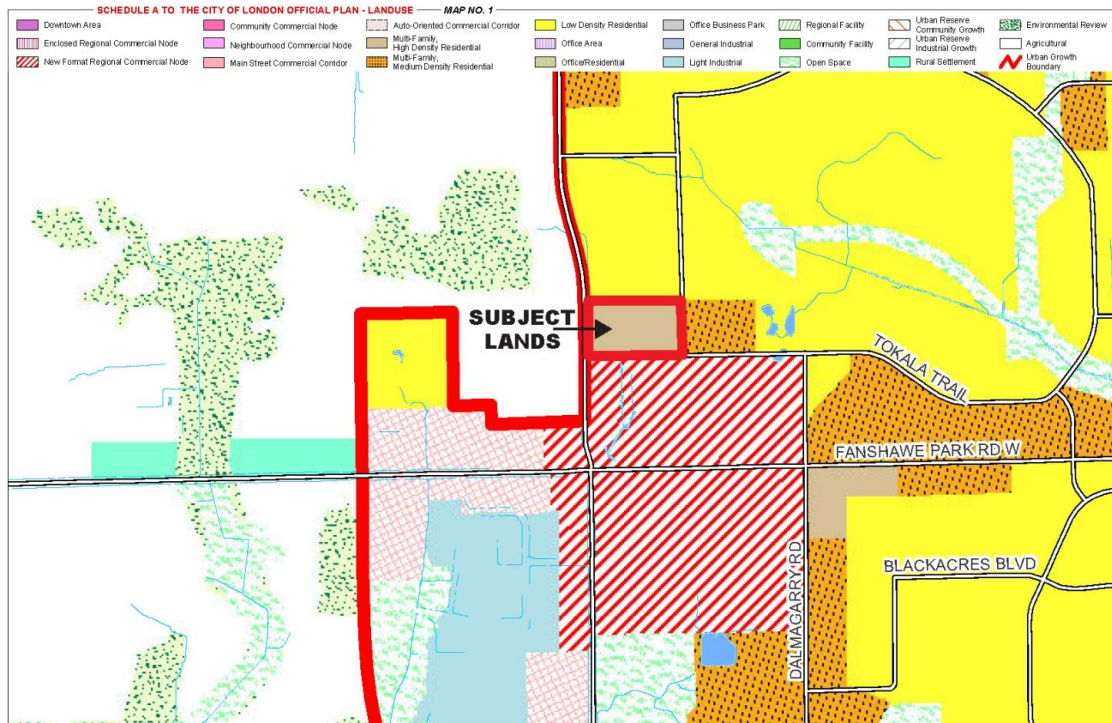 SCHEDULE A TO THE CITY OF LONDON OFFICIAL PLAN - LANDUSE MAP NO. 1
Downtown Area
Enclosed Regional Commercial Node
New Format Regional Commercial Node
Community Commercial Node
Neighbourhood Commercial Node
Main Street Commercial Corridor
Auto-Oriented Commercial Corridor
Multi-Family,
High Density Residential
Multi-Family,
Medium Density Residential
Low Density Residential
Office Area
Office/Residential
Office Business Park
General Industrial
Light Industrial
Regional Facility
Community Facility
Open Space
Urban Reserve
Community Growth
Urban Reserve
Industrial Growth
Rural Settlement
Environmental Review
Agricultural
Urban Growth
Boundary
SUBJECT
LANDS
TOKALA TRAIL
FANSHAWE PARK RD W
DALMAGARRY RD
BLACKACRES BLVD